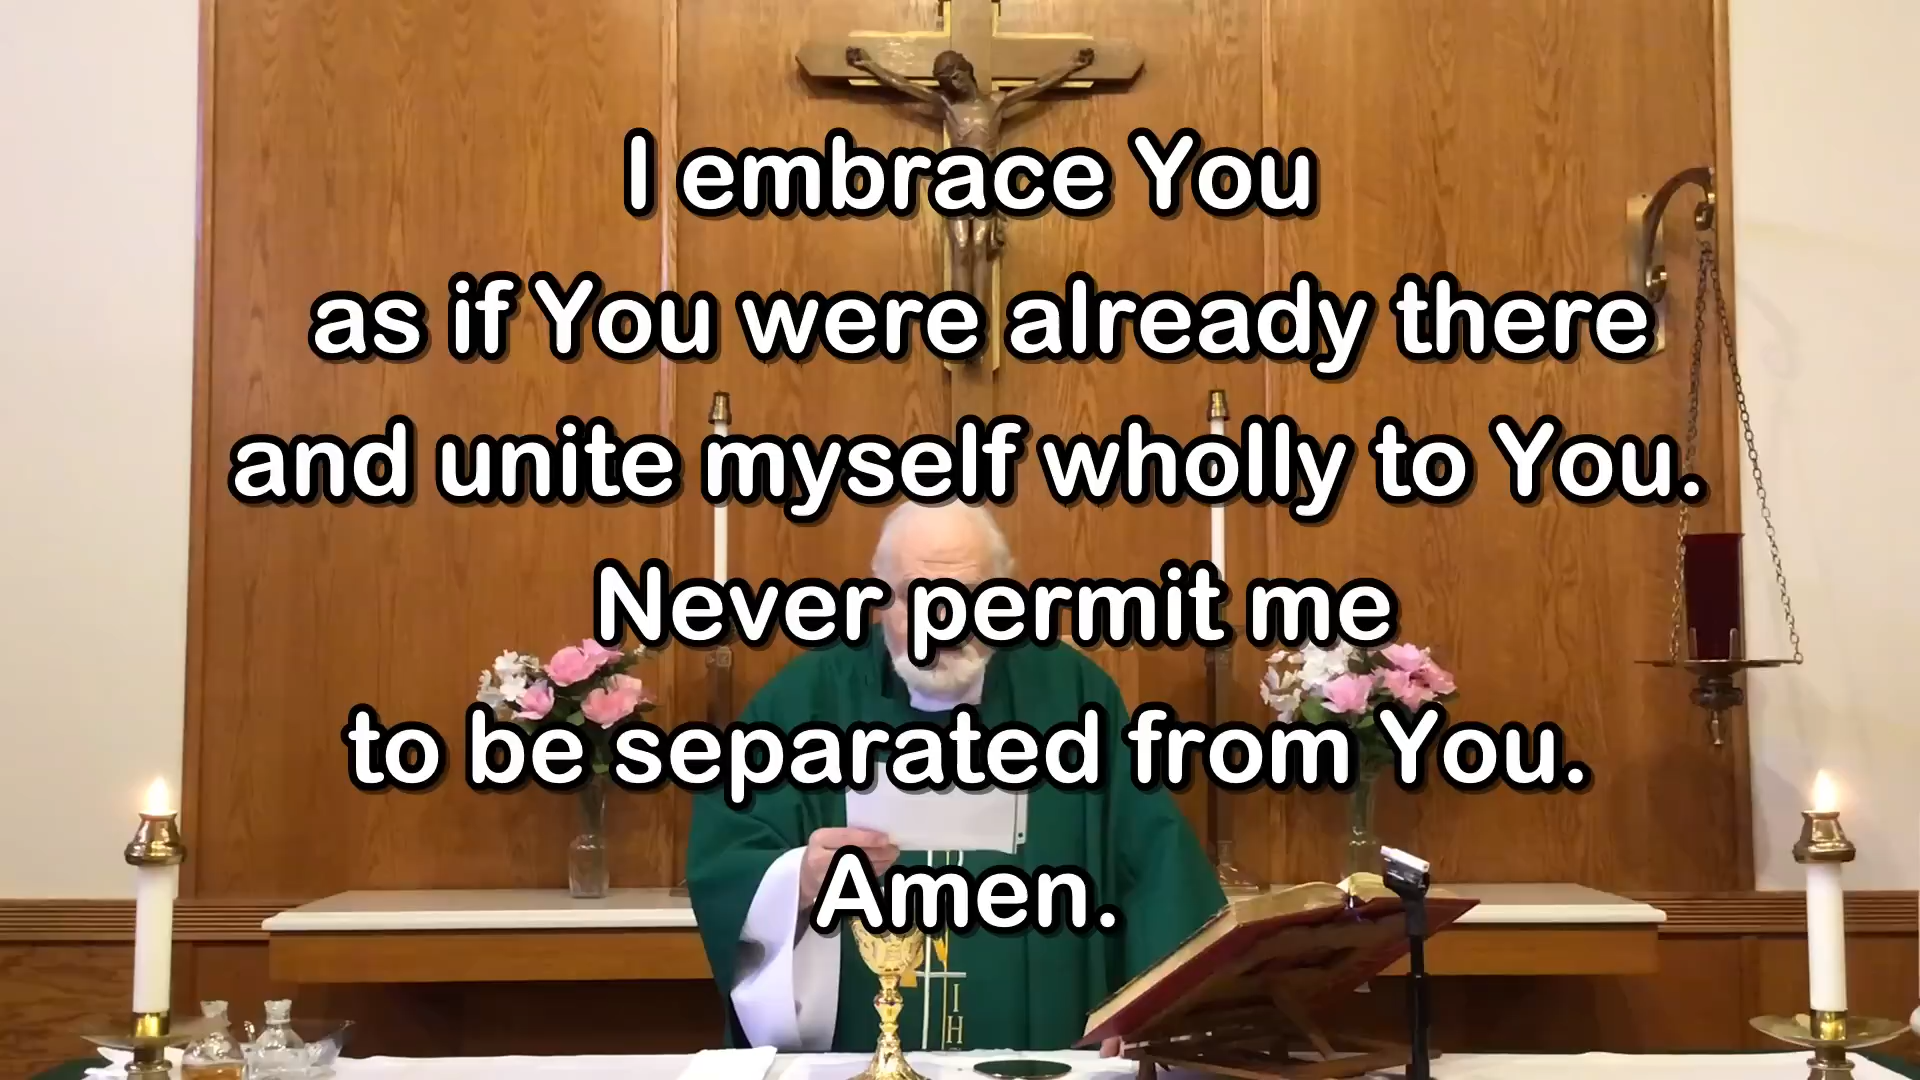 I embrace You
as if You were already there
and unite myself wholly to You.
Never permit me
to be separated from You.
Amen.
I
H